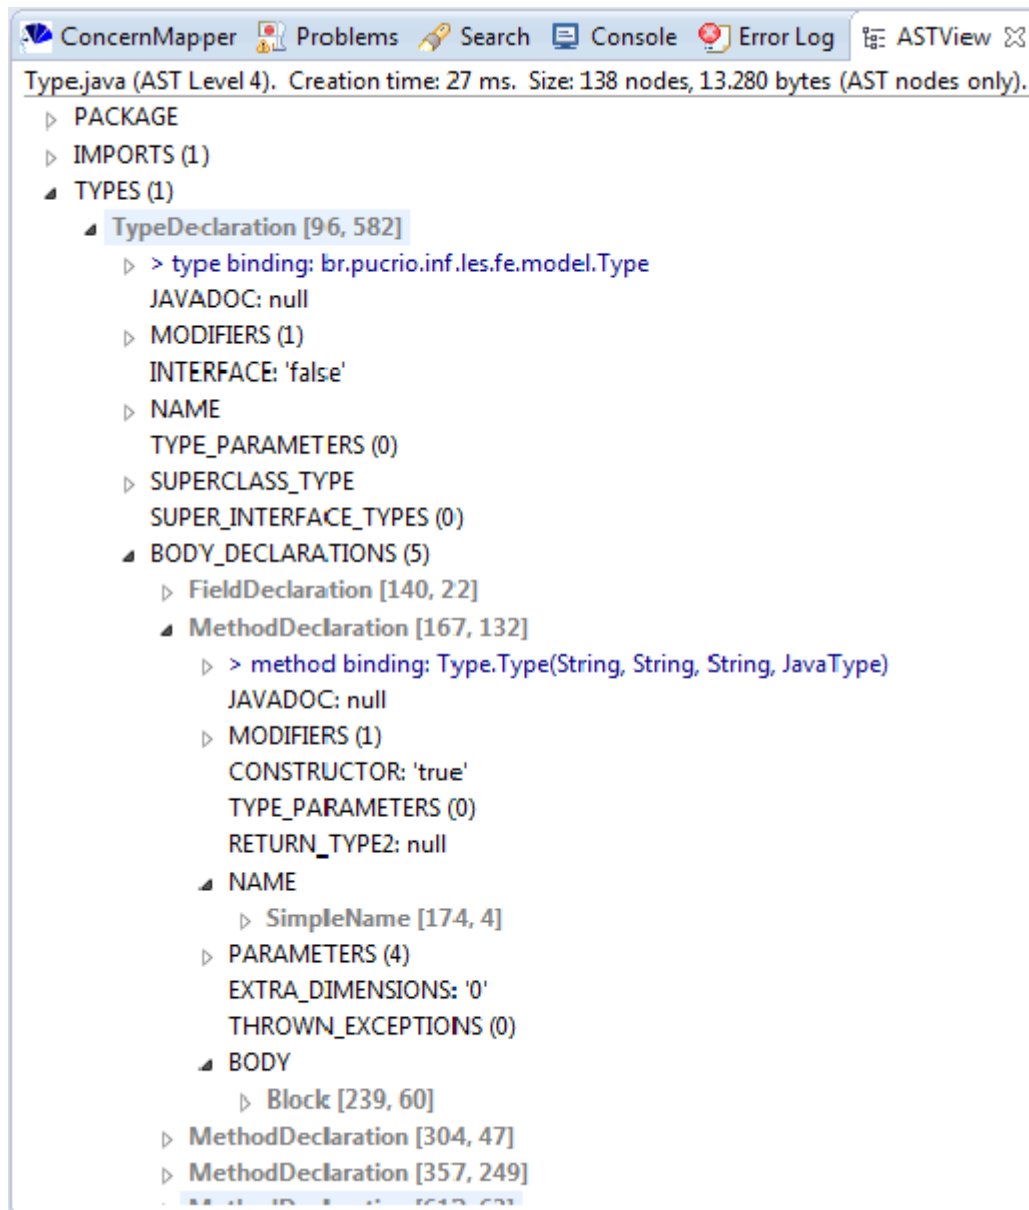 ConcernMapper Problems Search Console Error Log ASTView
Type.java (AST Level 4). Creation time: 27 ms. Size: 138 nodes, 13.280 bytes (AST nodes only).
PACKAGE
IMPORTS (1)
TYPES (1)
TypeDeclaration [96, 582]
> type binding: br.pucrio.inf.les.fe.model.Type
JAVADOC: null
MODIFIERS (1)
INTERFACE: 'false'
NAME
TYPE_PARAMETERS (0)
SUPERCLASS_TYPE
SUPER_INTERFACE_TYPES (0)
BODY_DECLARATIONS (5)
FieldDeclaration [140, 22]
MethodDeclaration [167, 132]
> method binding: Type.Type(String, String, String, JavaType)
JAVADOC: null
MODIFIERS (1)
CONSTRUCTOR: 'true'
TYPE_PARAMETERS (0)
RETURN_TYPE2: null
NAME
SimpleName [174, 4]
PARAMETERS (4)
EXTRA_DIMENSIONS: '0'
THROWN_EXCEPTIONS (0)
BODY
Block [239, 60]
MethodDeclaration [304, 47]
MethodDeclaration [357, 249]